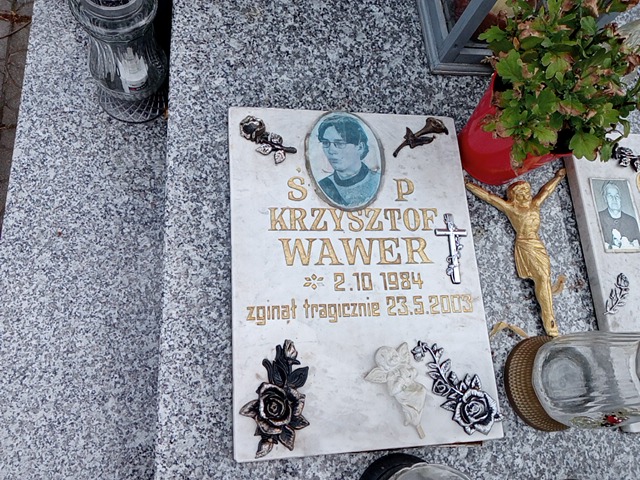 Ś P
KRZYSZTOF
WAWER
2.10 1984
zginął tragicznie 23.5.2003